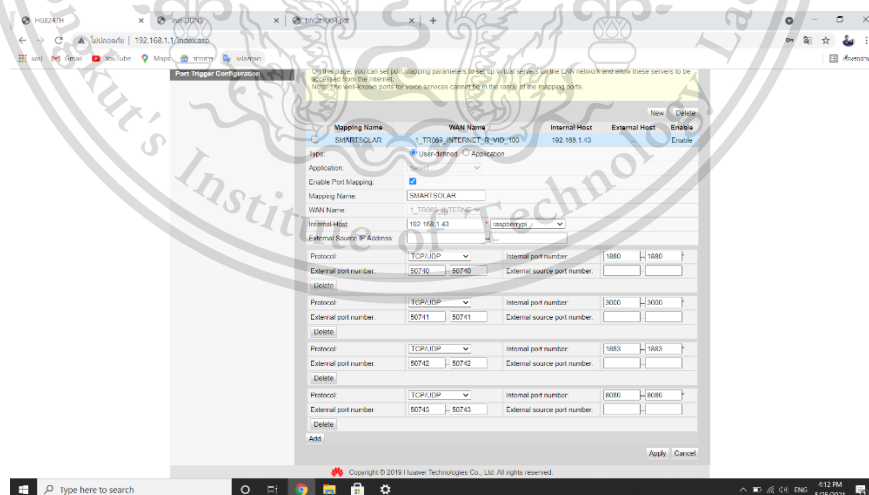 HG8247H
192.168.1.1/index.asp
Gmail YouTube Maps
Port Trigger Configuration
On this page, you can set port mapping parameters to set up virtual servers on the LAN network and allow these servers to be
accessed from the Internet.
Note: The well-known ports for voice services cannot be in the range of the mapping ports.
New Delete
Mapping Name WAN Name Internal Host External Host Enable
SMARTSOLAR 1_TR069_INTERNET_R_VID_100 192.168.1.43 -- Enable
Type: User-defined Application
Application: Select...
Enable Port Mapping:
Mapping Name: SMARTSOLAR
WAN Name: 1_TR069_INTERNE
Internal Host: 192.168.1.43 * raspberrypi
External Source IP Address:
Protocol: TCP/UDP Internal port number: 1880 -- 1880 *
External port number: 50740 -- 50740 External source port number:
Delete
Protocol: TCP/UDP Internal port number: 3000 -- 3000 *
External port number: 50741 -- 50741 External source port number:
Delete
Protocol: TCP/UDP Internal port number: 1883 -- 1883 *
External port number: 50742 -- 50742 External source port number:
Delete
Protocol: TCP/UDP Internal port number: 8086 -- 8086 *
External port number: 50743 -- 50743 External source port number:
Delete
Add
Apply Cancel
Copyright © 2019 Huawei Technologies Co., Ltd. All rights reserved.
Type here to search
ENG
4:12 PM
Institute of Technology